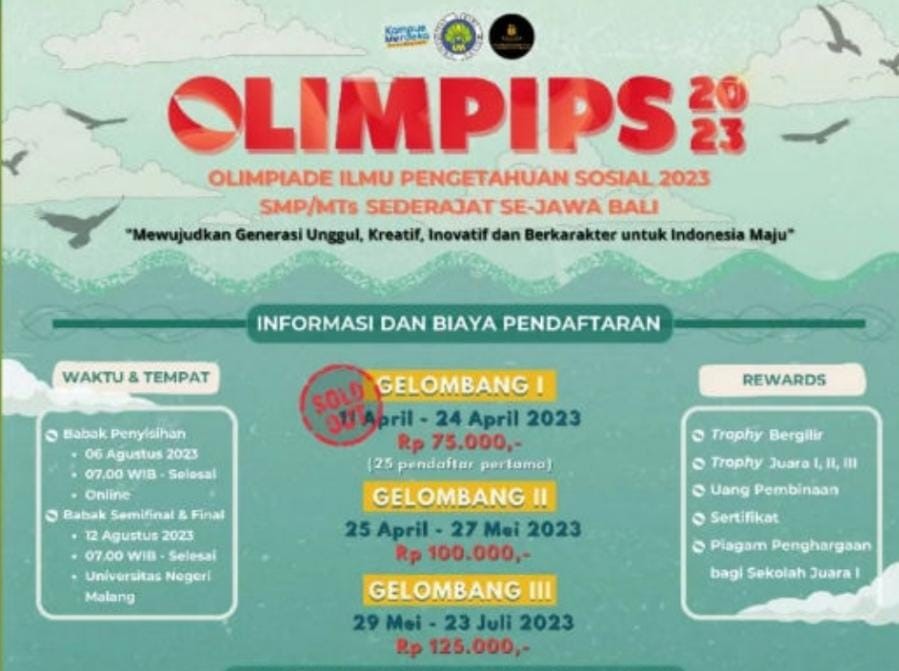 Kampus
Merdeka
OLIMPIPS 2023
OLIMPIADE ILMU PENGETAHUAN SOSIAL 2023
SMP/MTs SEDERAJAT SE-JAWA BALI
"Mewujudkan Generasi Unggul, Kreatif, Inovatif dan Berkarakter untuk Indonesia Maju"
INFORMASI DAN BIAYA PENDAFTARAN
WAKTU & TEMPAT
Babak Penyisihan
06 Agustus 2023
07.00 WIB - Selesai
Online
Babak Semifinal & Final
12 Agustus 2023
07.00 WIB - Selesai
Universitas Negeri
Malang
SOLD
OUT
GELOMBANG I
11 April - 24 April 2023
Rp 75.000,-
(25 pendaftar pertama)
GELOMBANG II
25 April - 27 Mei 2023
Rp 100.000,-
GELOMBANG III
29 Mei - 23 Juli 2023
Rp 125.000,-
REWARDS
Trophy Bergilir
Trophy Juara I, II, III
Uang Pembinaan
Sertifikat
Piagam Penghargaan
bagi Sekolah Juara I